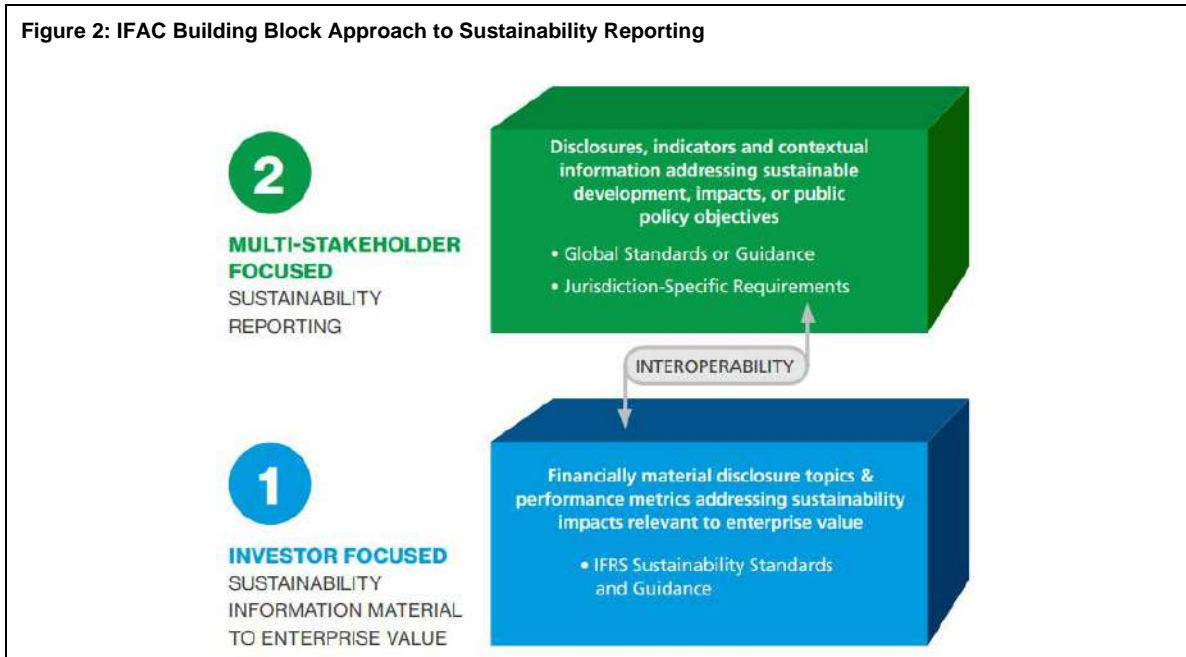 Figure 2: IFAC Building Block Approach to Sustainability Reporting
2
MULTI-STAKEHOLDER
FOCUSED
SUSTAINABILITY
REPORTING
Disclosures, indicators and contextual
information addressing sustainable
development, impacts, or public
policy objectives
• Global Standards or Guidance
• Jurisdiction-Specific Requirements
INTEROPERABILITY
1
INVESTOR FOCUSED
SUSTAINABILITY
INFORMATION MATERIAL
TO ENTERPRISE VALUE
Financially material disclosure topics &
performance metrics addressing sustainability
impacts relevant to enterprise value
• IFRS Sustainability Standards
and Guidance